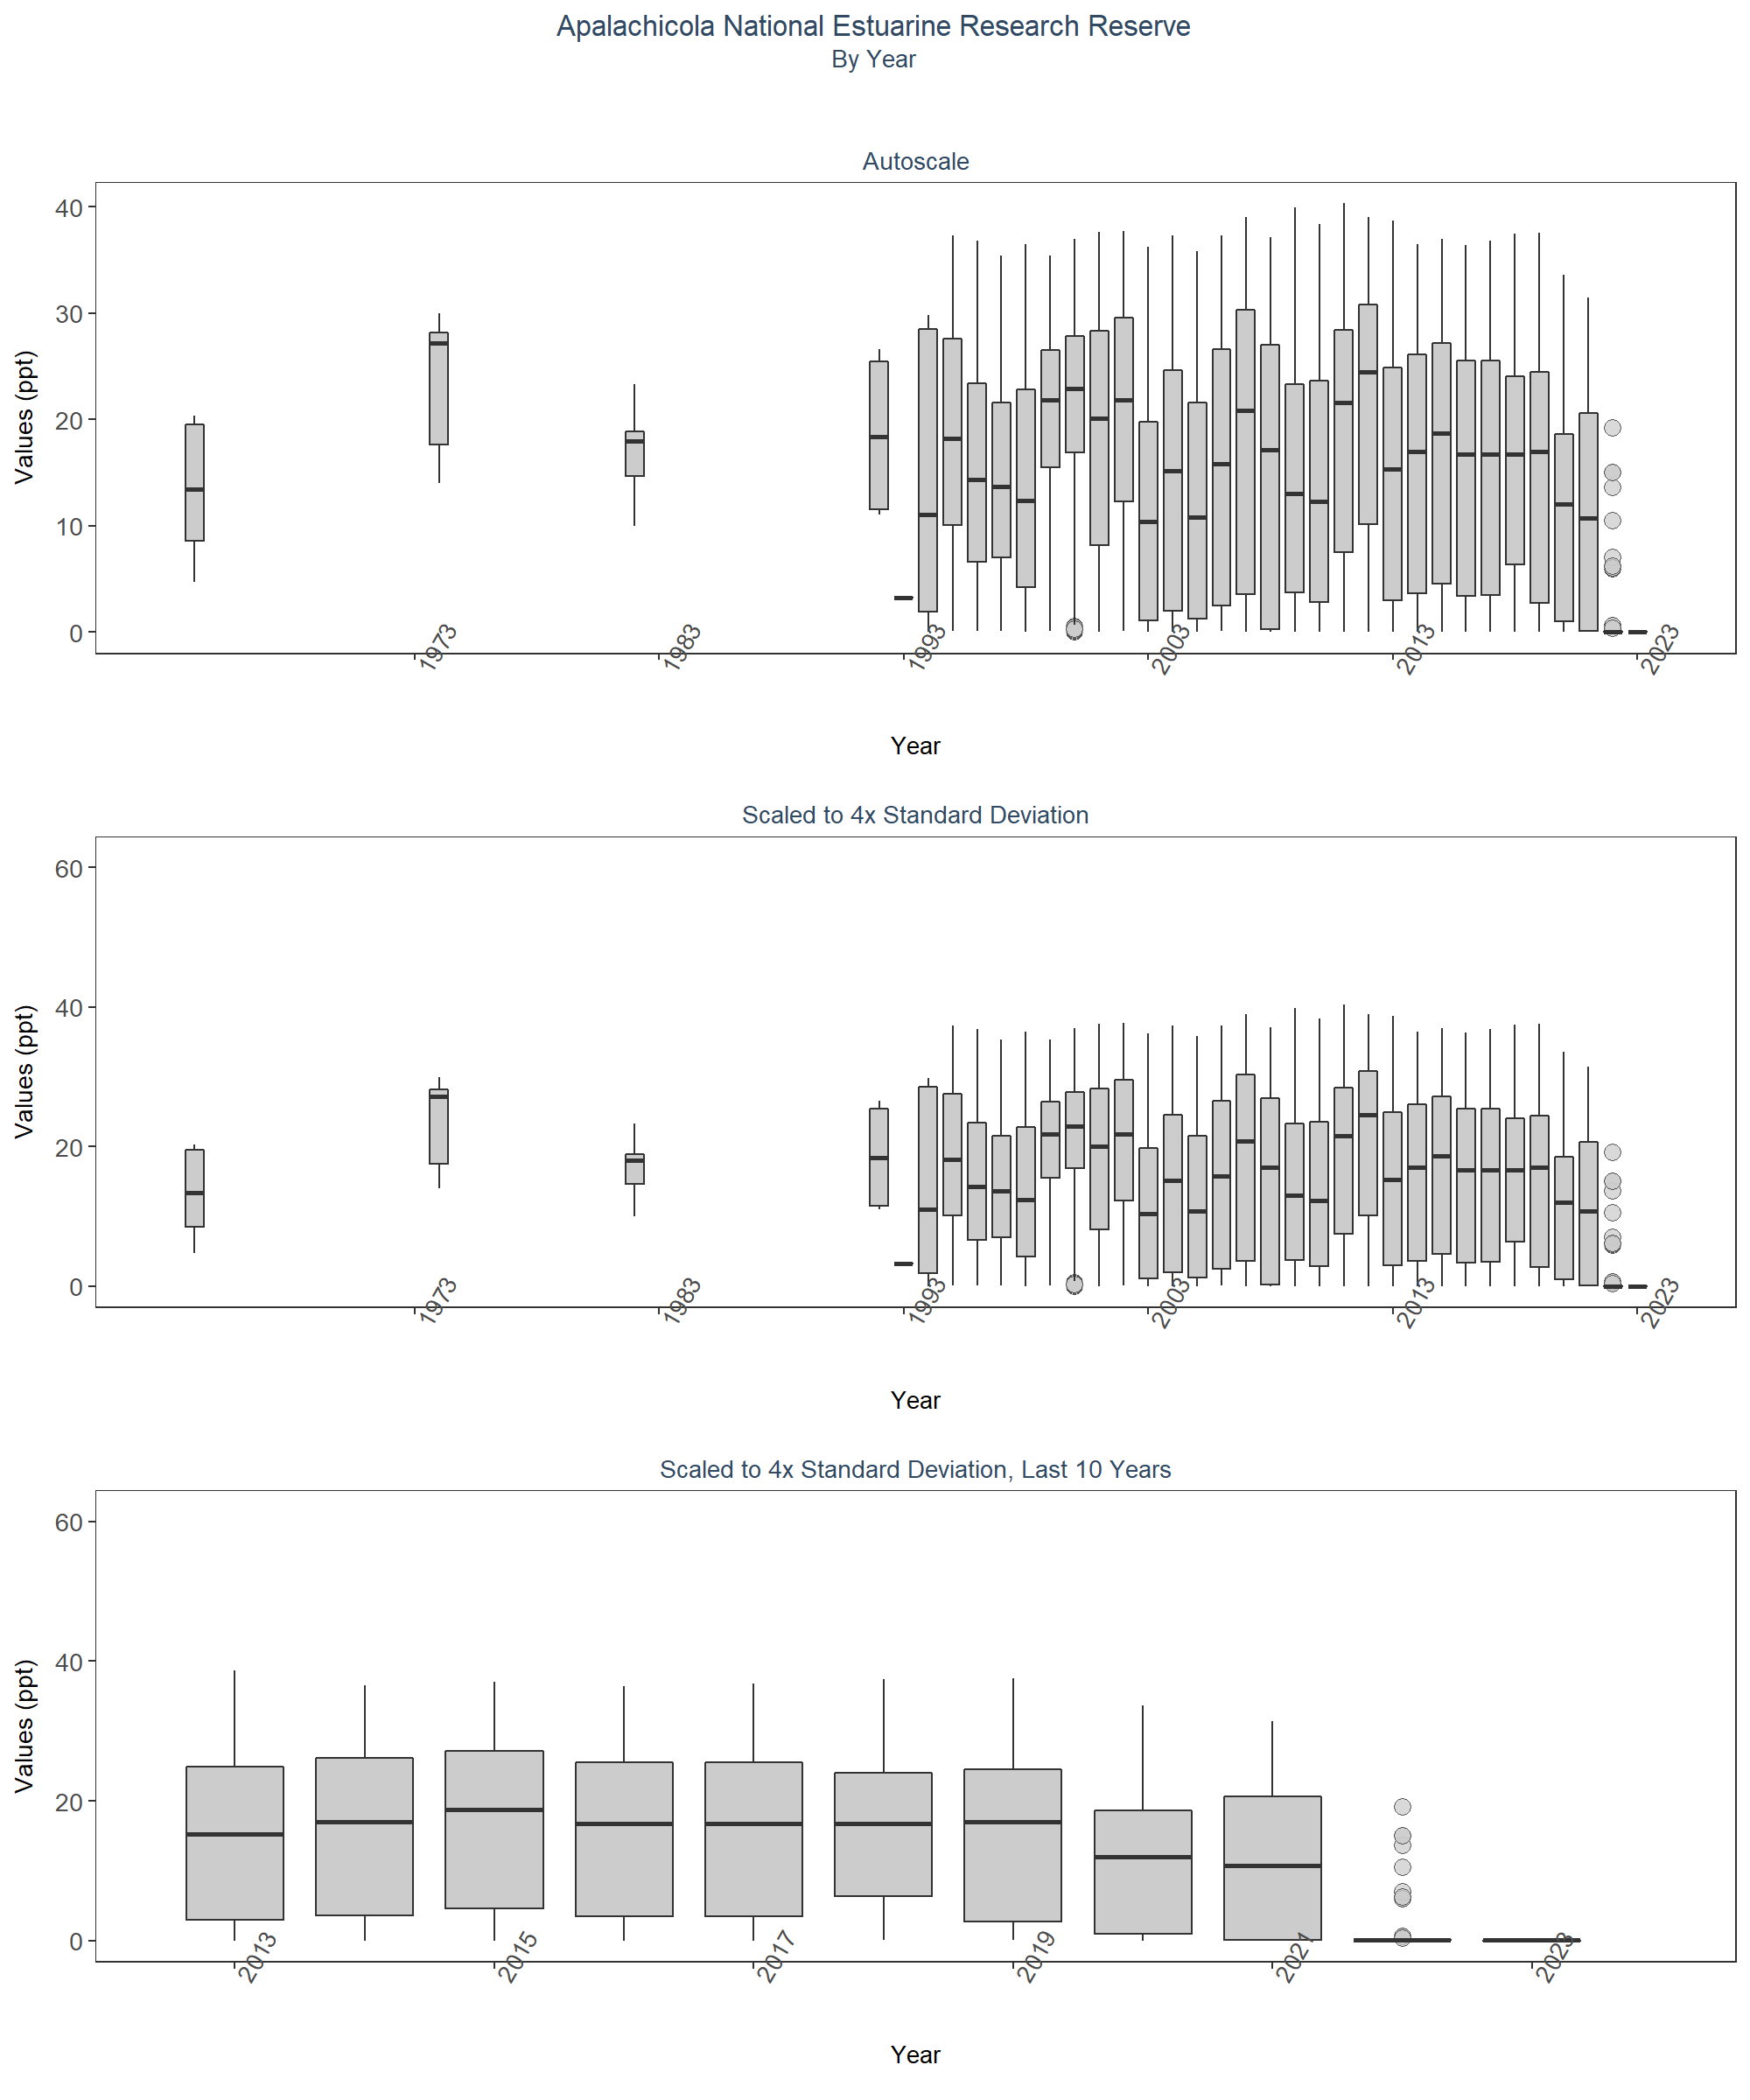 Apalachicola National Estuarine Research Reserve
By Year
Autoscale
Values (ppt)
40
30
20
10
0
1973
1983
1993
2003
2013
2023
Year
Scaled to 4x Standard Deviation
Values (ppt)
60
40
20
0
1973
1983
1993
2003
2013
2023
Year
Scaled to 4x Standard Deviation, Last 10 Years
Values (ppt)
60
40
20
0
2013
2015
2017
2019
2021
2023
Year